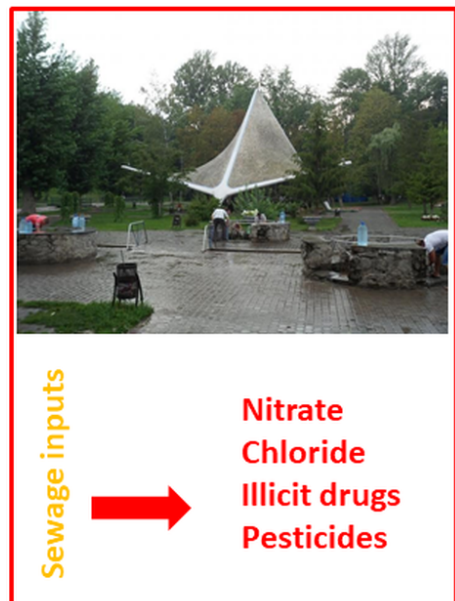 Sewage inputs
Nitrate
Chloride
Illicit drugs
Pesticides